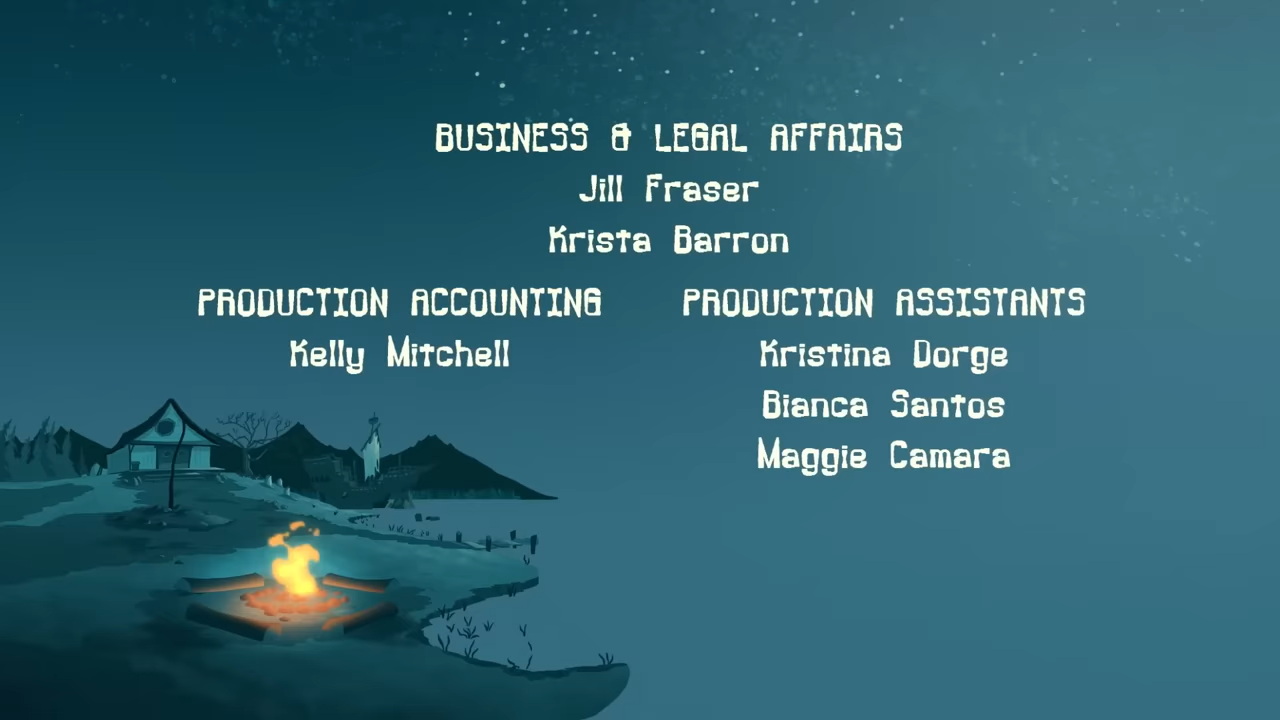 BUSINESS & LEGAL AFFAIRS
Jill Fraser
Krista Barron
PRODUCTION ACCOUNTING
Kelly Mitchell
PRODUCTION ASSISTANTS
Kristina Dorge
Bianca Santos
Maggie Camara